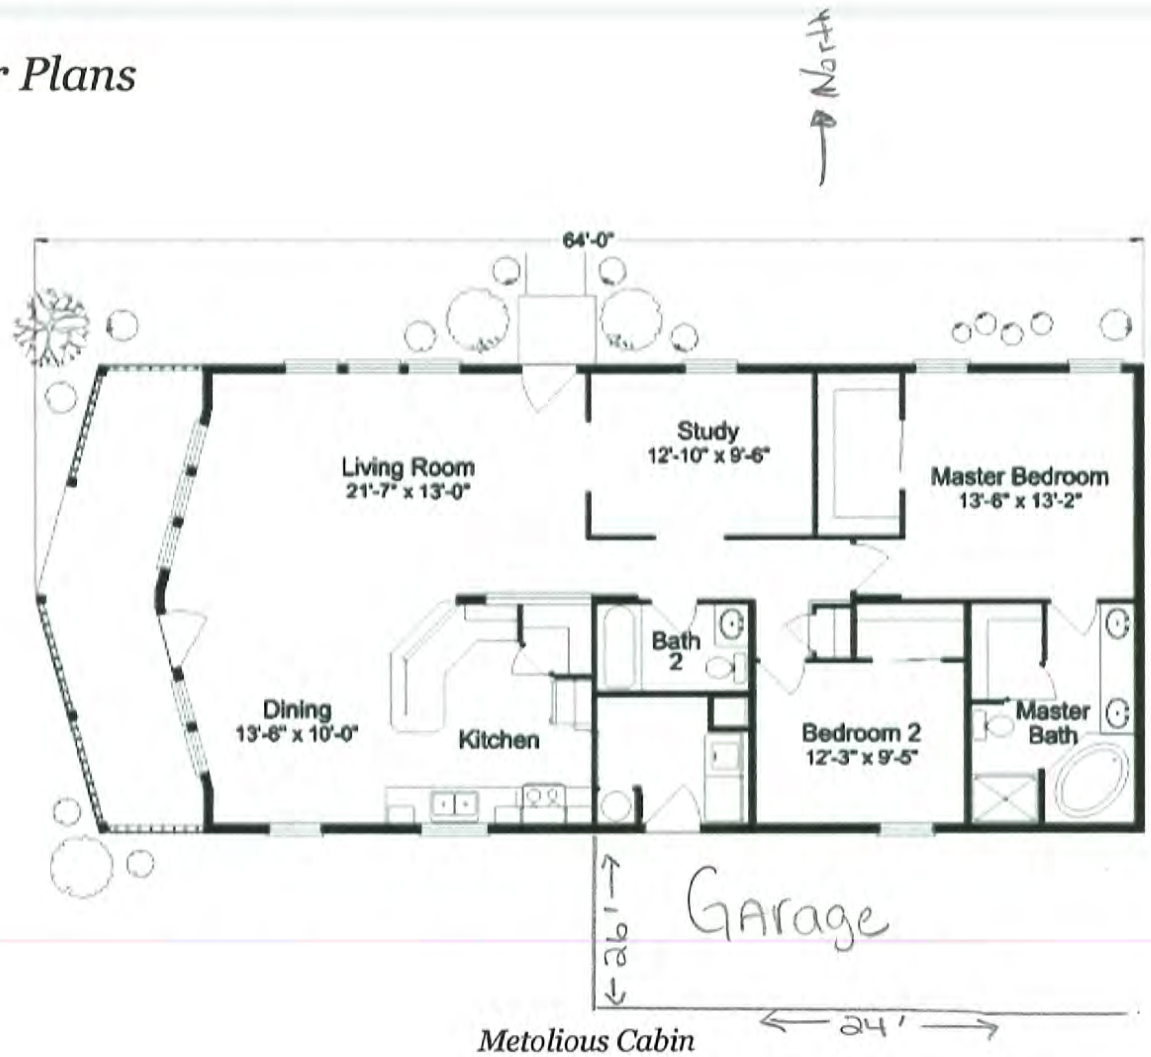 r Plans
North
64'-0"
Study
12'-10" x 9'-6"
Living Room
21'-7" x 13'-0"
Master Bedroom
13'-6" x 13'-2"
Bath
2
Dining
13'-6" x 10'-0"
Kitchen
Bedroom 2
12'-3" x 9'-5"
Master
Bath
GArage
26'
24'
Metolious Cabin